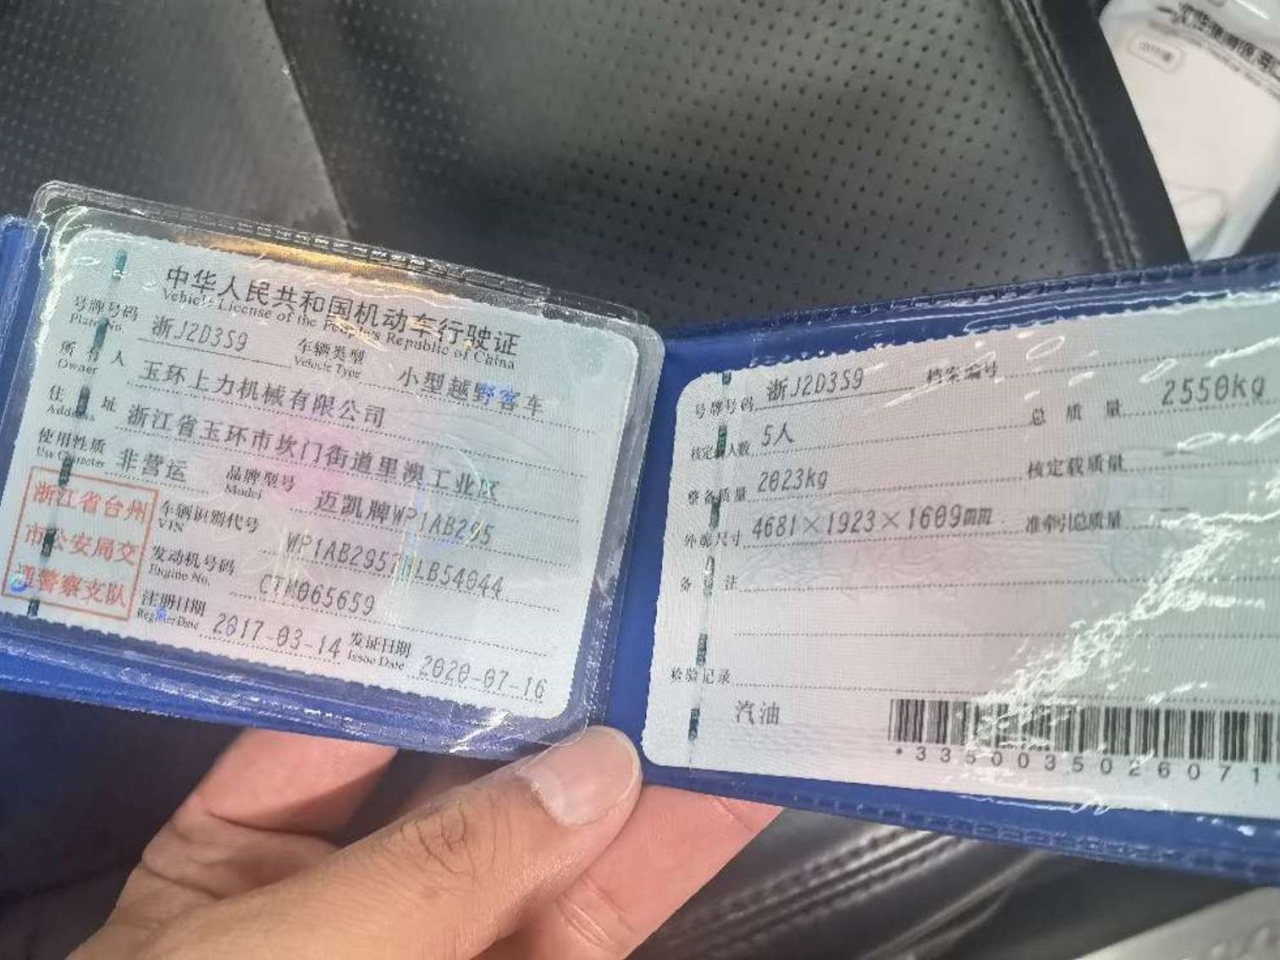 中华人民共和国机动车行驶证
Vehicle License of the People's Republic of China
号牌号码 浙J2D3S9 车辆类型 小型越野客车
Plate No. Vehicle Type
所有人 玉环上力机械有限公司
Owner
住址 浙江省玉环市坎门街道里澳工业区
Address
使用性质 非营运 品牌型号 迈凯牌WP1AB295
Use Character Model
浙江省台州
市公安局交
通警察支队
车辆识别代号
VIN
发动机号码 CTM065659
Engine No.
注册日期 2017-03-14 发证日期 2020-07-16
Register Date Issue Date
号牌号码 浙J2D3S9 档案编号
核定载人数 5人 总质量 2550kg
整备质量 2023kg 核定载质量
外廓尺寸 4681×1923×1609mm 准牵引总质量 --
备注
检验记录
汽油
*3350035026071